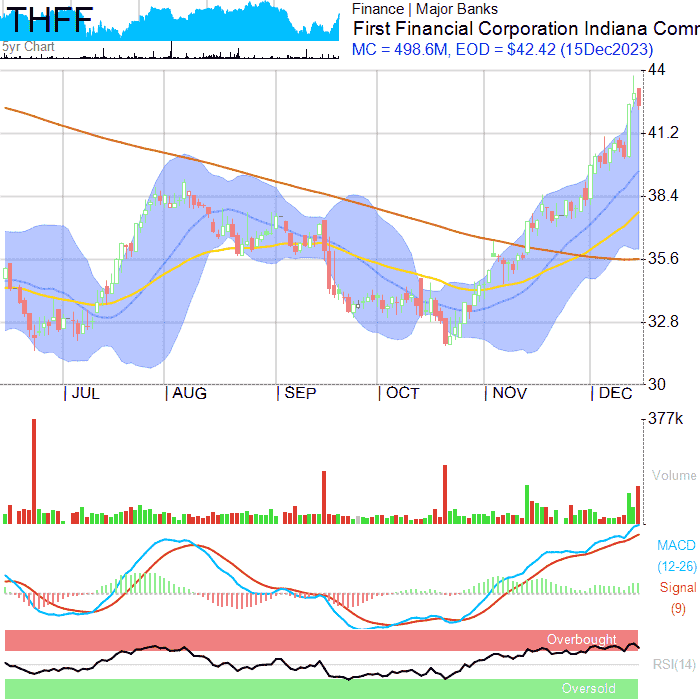 THFF
5yr Chart
Finance | Major Banks
First Financial Corporation Indiana Comm
MC = 498.6M, EOD = $42.42 (15Dec2023)
44
41.2
38.4
35.6
32.8
30
JUL
AUG
SEP
OCT
NOV
DEC
377k
Volume
MACD
(12-26)
Signal
(9)
Overbought
RSI(14)
Oversold